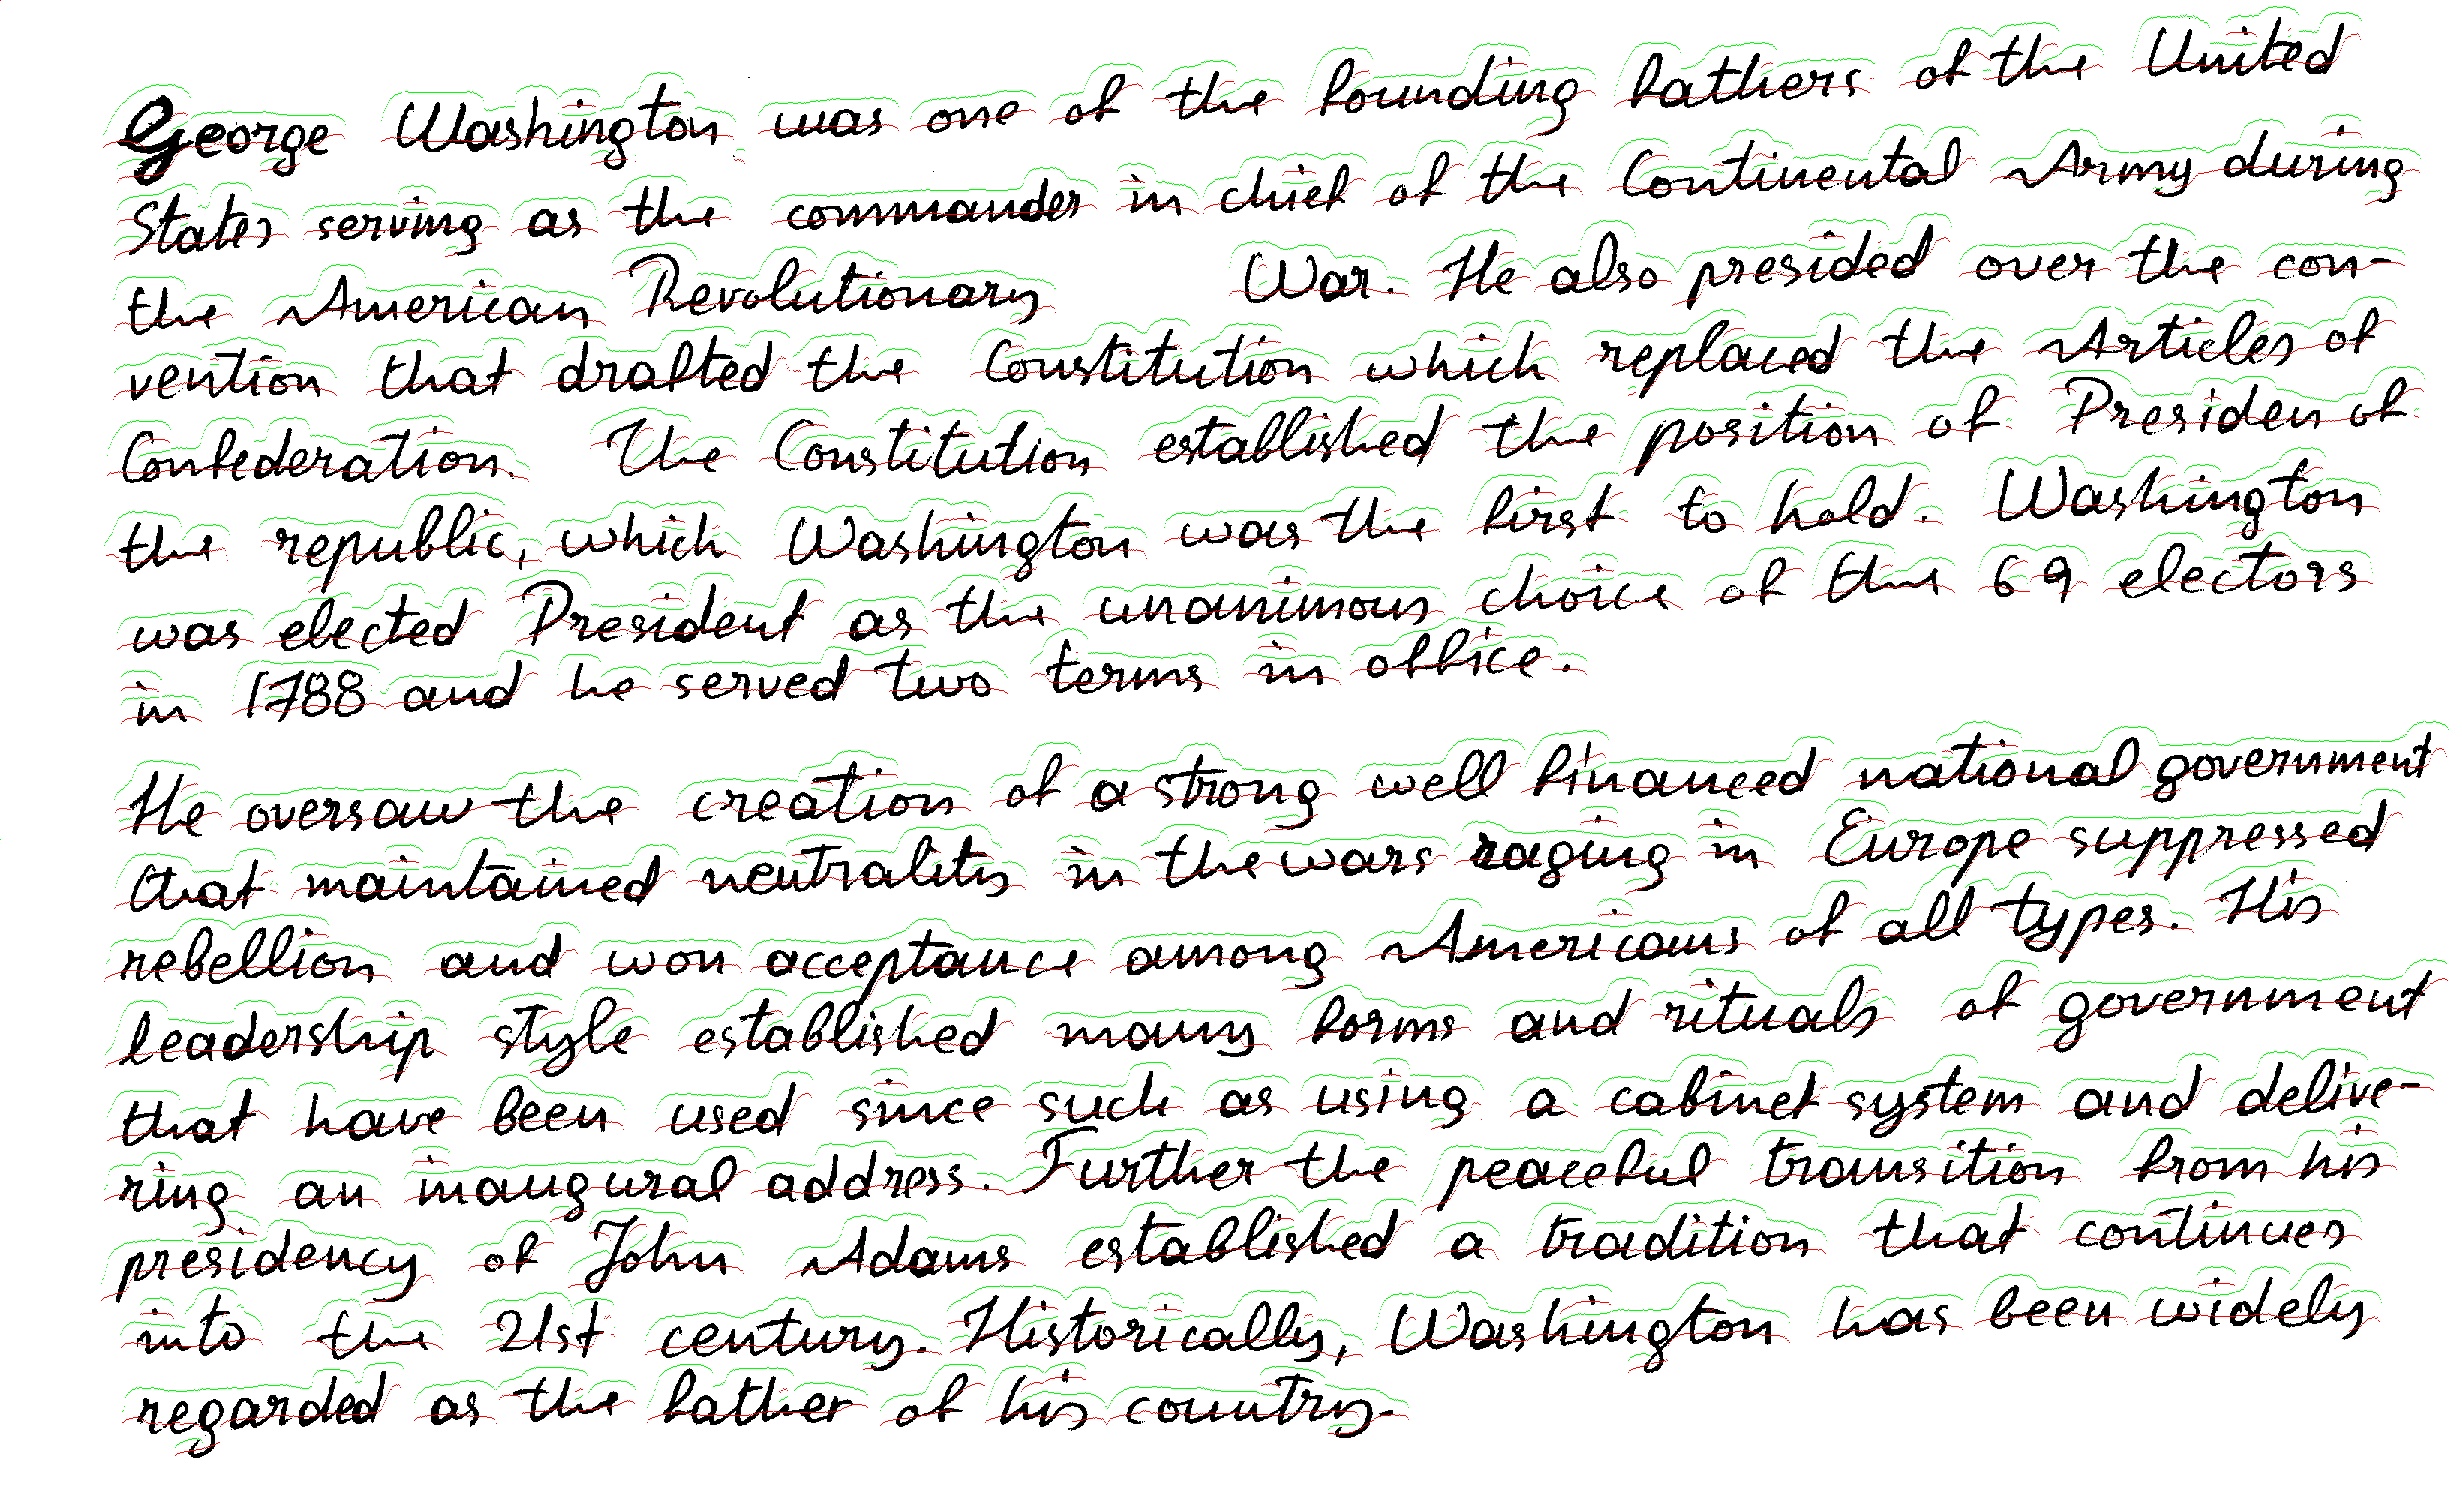 George Washington was one of the founding fathers of the United
States serving as the commander in chief of the Continental Army during
the American Revolutionary War. He also presided over the con-
vention that drafted the Constitution which replaced the Articles of
Confederation. The Constitution established the position of Presiden of
the republic, which Washington was the first to hold. Washington
was elected President as the unanimous choice of the 69 electors
in 1788 and he served two terms in office.
He oversaw the creation of a strong well financed national government
that maintained neutrality in the wars raging in Europe suppressed
rebellion and won acceptance among Americans of all types. His
leadership style established many forms and rituals of government
that have been used since such as using a cabinet system and delive-
ring an inaugural address. Further the peaceful transition from his
presidency of John Adams established a tradition that continues
into the 21st century. Historically, Washington has been widely
regarded as the father of his country.